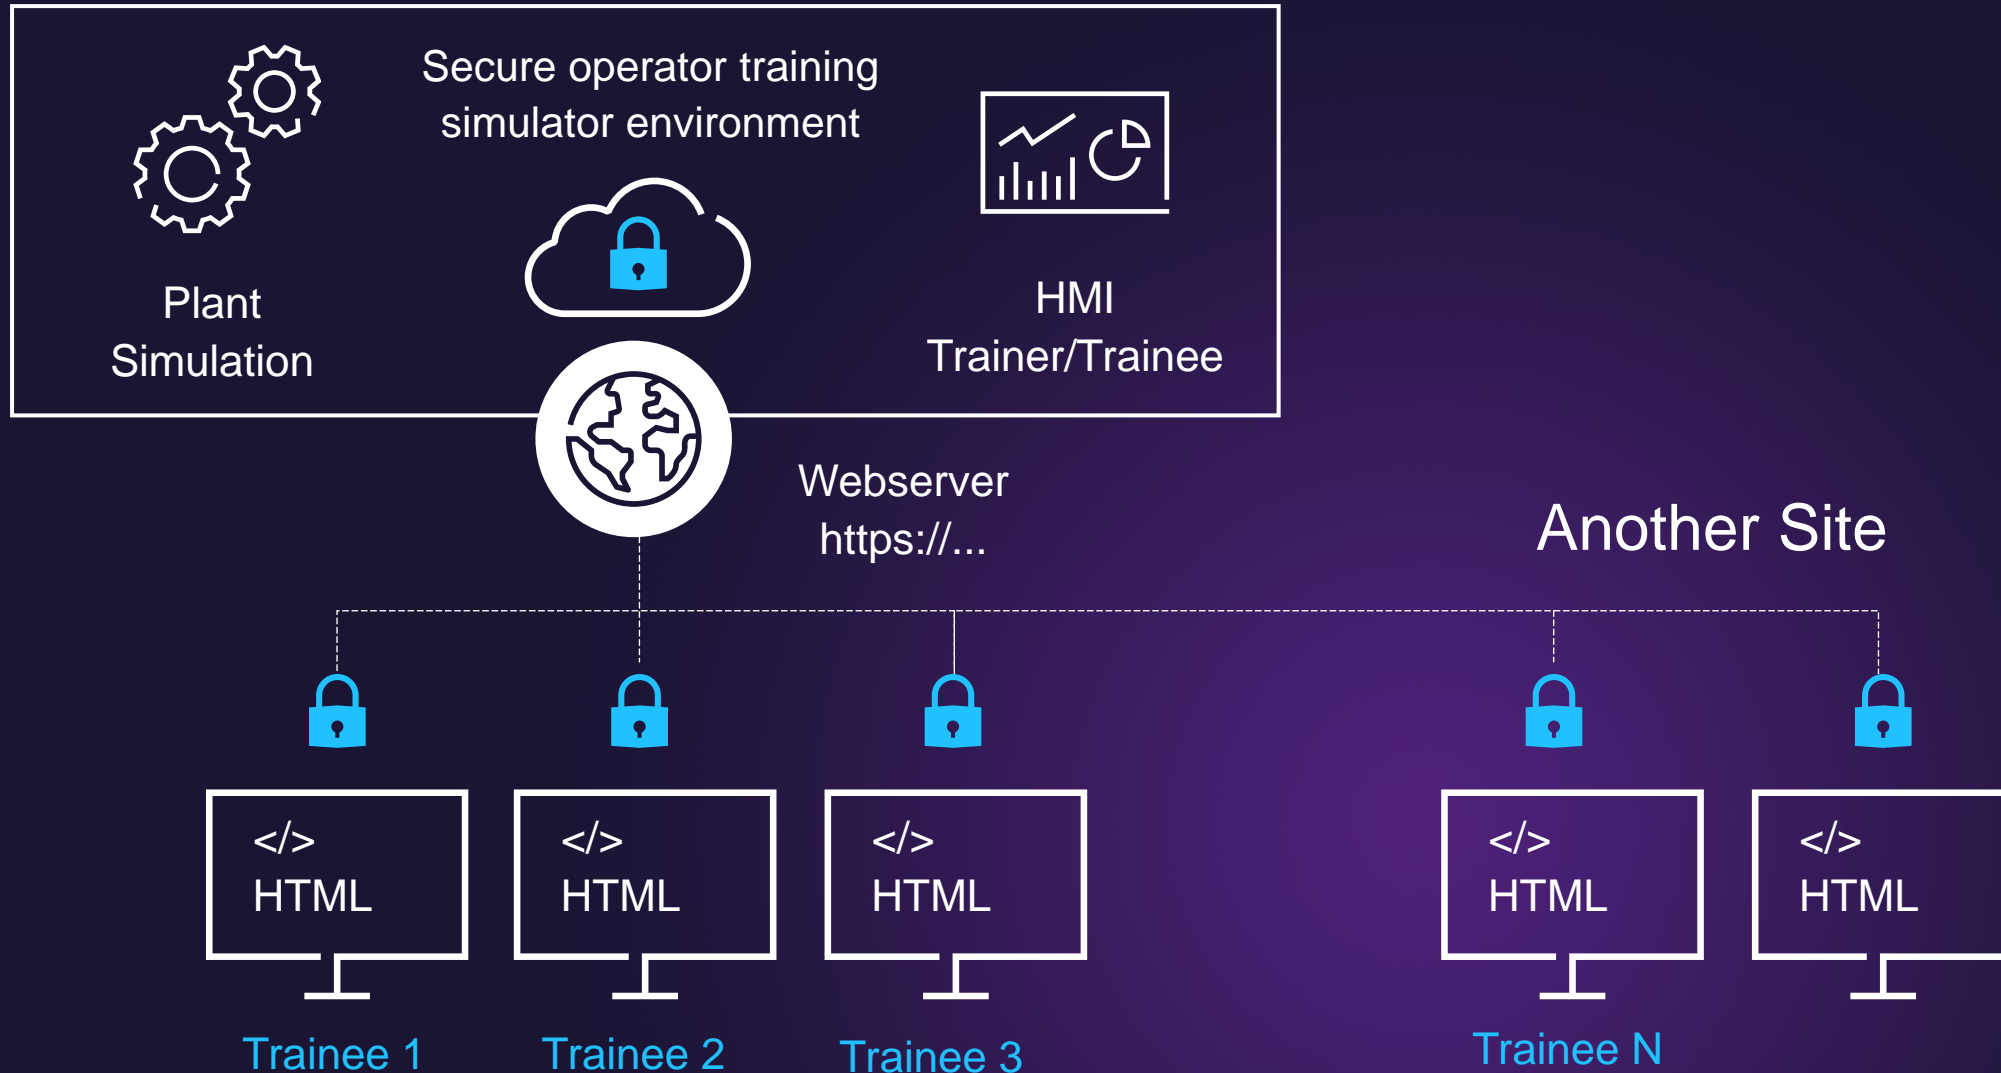 Secure operator training
simulator environment
Plant
Simulation
HMI
Trainer/Trainee
Webserver
https://...
Another Site
</>
HTML
</>
HTML
</>
HTML
</>
HTML
</>
HTML
Trainee 1
Trainee 2
Trainee 3
Trainee N